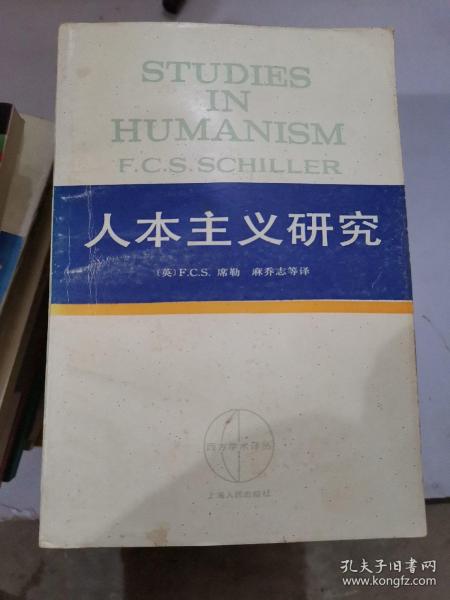 STUDIES
IN
HUMANISM
F.C.S. SCHILLER
人本主义研究
〔英〕F.C.S. 席勒 麻乔志等译
西方学术译丛
上海人民出版社
孔夫子旧书网
www.kongfz.com